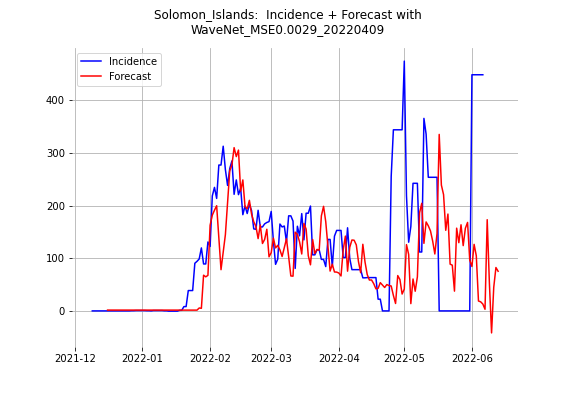 Solomon_Islands:  Incidence + Forecast with
WaveNet_MSE0.0029_20220409
Incidence
Forecast
400
300
200
100
0
2021-12 2022-01 2022-02 2022-03 2022-04 2022-05 2022-06